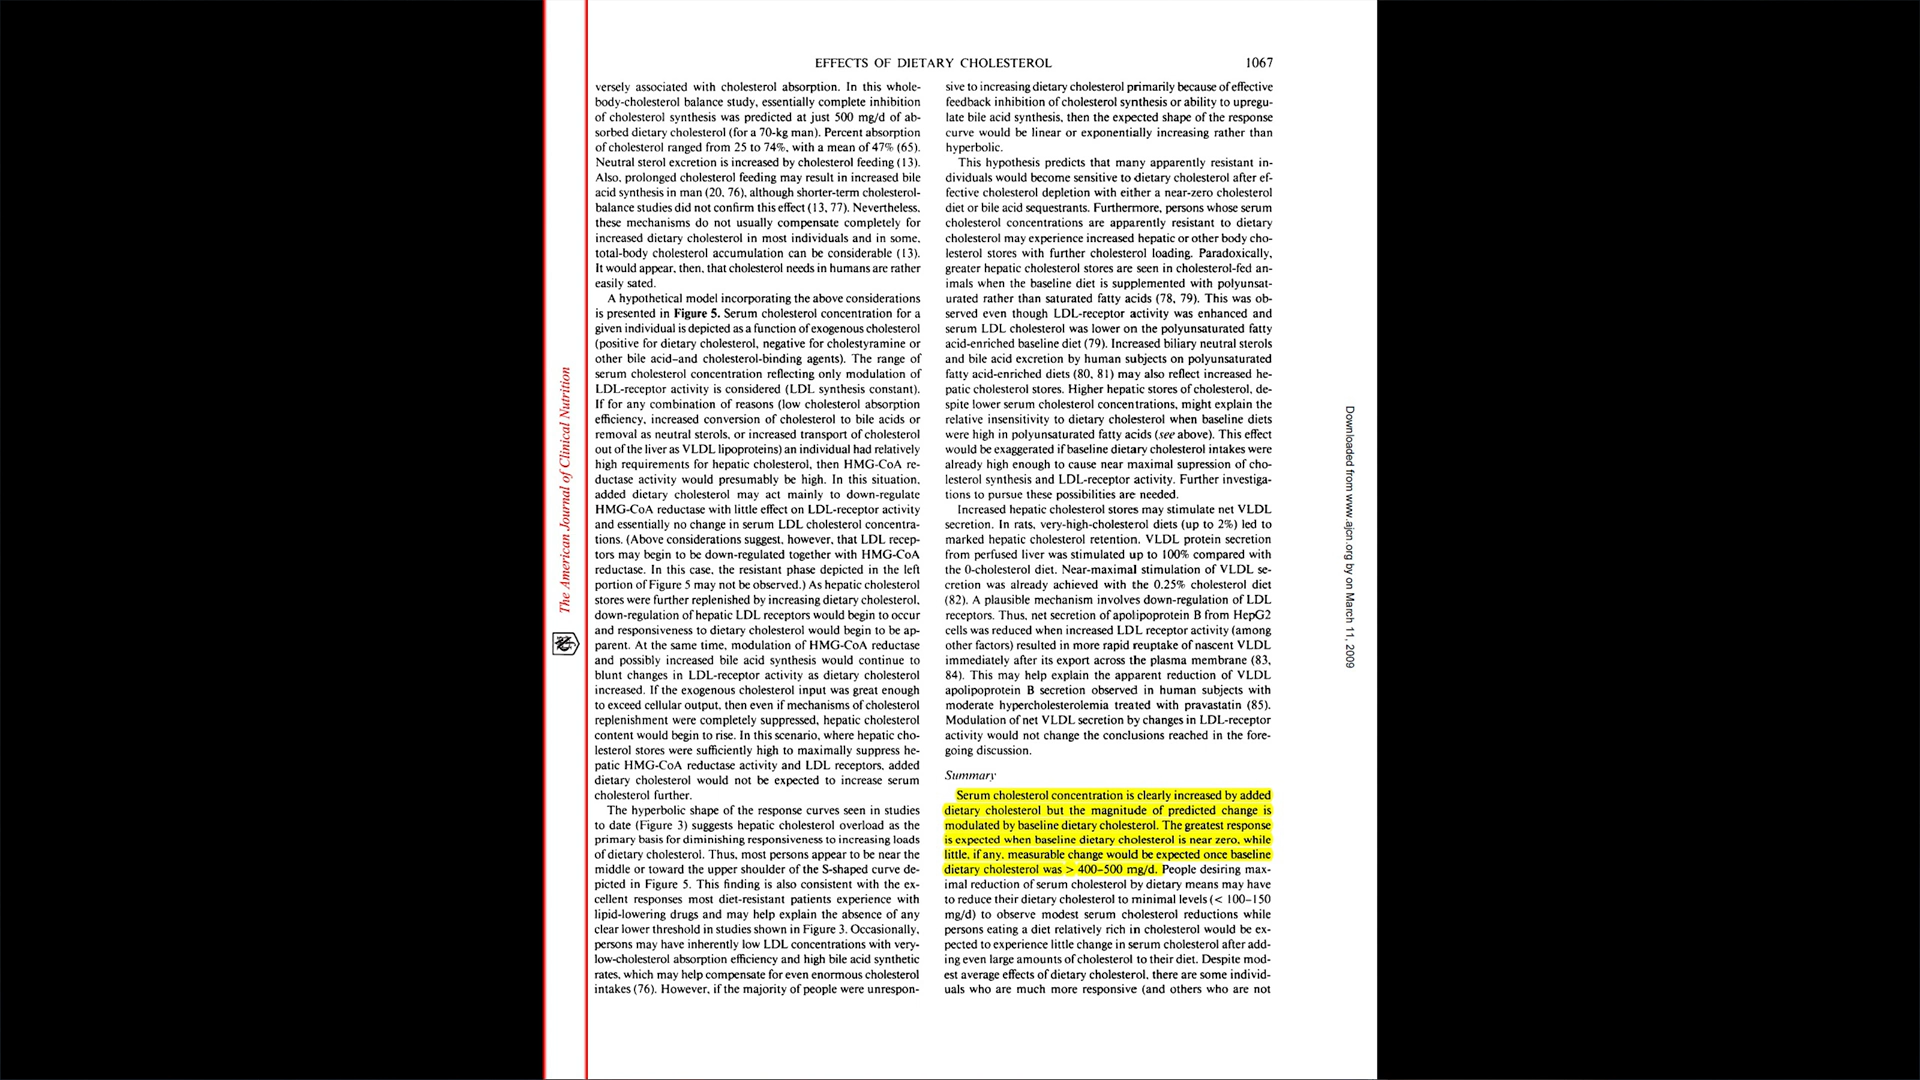 EFFECTS OF DIETARY CHOLESTEROL 1067
versely associated with cholesterol absorption. In this whole-
body-cholesterol balance study, essentially complete inhibition
of cholesterol synthesis was predicted at just 500 mg/d of ab-
sorbed dietary cholesterol (for a 70-kg man). Percent absorption
of cholesterol ranged from 25 to 74%, with a mean of 47% (65).
Neutral sterol excretion is increased by cholesterol feeding (13).
Also, prolonged cholesterol feeding may result in increased bile
acid synthesis in man (20, 76), although shorter-term cholesterol-
balance studies did not confirm this effect (13, 77). Nevertheless,
these mechanisms do not usually compensate completely for
increased dietary cholesterol in most individuals and in some,
total-body cholesterol accumulation can be considerable (13).
It would appear, then, that cholesterol needs in humans are rather
easily sated.
A hypothetical model incorporating the above considerations
is presented in Figure 5. Serum cholesterol concentration for a
given individual is depicted as a function of exogenous cholesterol
(positive for dietary cholesterol, negative for cholestyramine or
other bile acid–and cholesterol-binding agents). The range of
serum cholesterol concentration reflecting only modulation of
LDL-receptor activity is considered (LDL synthesis constant).
If for any combination of reasons (low cholesterol absorption
efficiency, increased conversion of cholesterol to bile acids or
removal as neutral sterols, or increased transport of cholesterol
out of the liver as VLDL lipoproteins) an individual had relatively
high requirements for hepatic cholesterol, then HMG-CoA re-
ductase activity would presumably be high. In this situation,
added dietary cholesterol may act mainly to down-regulate
HMG-CoA reductase with little effect on LDL-receptor activity
and essentially no change in serum LDL cholesterol concentra-
tions. (Above considerations suggest, however, that LDL recep-
tors may begin to be down-regulated together with HMG-CoA
reductase. In this case, the resistant phase depicted in the left
portion of Figure 5 may not be observed.) As hepatic cholesterol
stores were further replenished by increasing dietary cholesterol,
down-regulation of hepatic LDL receptors would begin to occur
and responsiveness to dietary cholesterol would begin to be ap-
parent. At the same time, modulation of HMG-CoA reductase
and possibly increased bile acid synthesis would continue to
blunt changes in LDL-receptor activity as dietary cholesterol
increased. If the exogenous cholesterol input was great enough
to exceed cellular output, then even if mechanisms of cholesterol
replenishment were completely suppressed, hepatic cholesterol
content would begin to rise. In this scenario, where hepatic cho-
lesterol stores were sufficiently high to maximally suppress he-
patic HMG-CoA reductase activity and LDL receptors, added
dietary cholesterol would not be expected to increase serum
cholesterol further.
The hyperbolic shape of the response curves seen in studies
to date (Figure 3) suggests hepatic cholesterol overload as the
primary basis for diminishing responsiveness to increasing loads
of dietary cholesterol. Thus, most persons appear to be near the
middle or toward the upper shoulder of the S-shaped curve de-
picted in Figure 5. This finding is also consistent with the ex-
cellent responses most diet-resistant patients experience with
lipid-lowering drugs and may help explain the absence of any
clear lower threshold in studies shown in Figure 3. Occasionally,
persons may have inherently low LDL concentrations with very-
low-cholesterol absorption efficiency and high bile acid synthetic
rates, which may help compensate for even enormous cholesterol
intakes (76). However, if the majority of people were unrespon-
sive to increasing dietary cholesterol primarily because of effective
feedback inhibition of cholesterol synthesis or ability to upregu-
late bile acid synthesis, then the expected shape of the response
curve would be linear or exponentially increasing rather than
hyperbolic.
This hypothesis predicts that many apparently resistant in-
dividuals would become sensitive to dietary cholesterol after ef-
fective cholesterol depletion with either a near-zero cholesterol
diet or bile acid sequestrants. Furthermore, persons whose serum
cholesterol concentrations are apparently resistant to dietary
cholesterol may experience increased hepatic or other body cho-
lesterol stores with further cholesterol loading. Paradoxically,
greater hepatic cholesterol stores are seen in cholesterol-fed an-
imals when the baseline diet is supplemented with polyunsat-
urated rather than saturated fatty acids (78, 79). This was ob-
served even though LDL-receptor activity was enhanced and
serum LDL cholesterol was lower on the polyunsaturated fatty
acid-enriched baseline diet (79). Increased biliary neutral sterols
and bile acid excretion by human subjects on polyunsaturated
fatty acid-enriched diets (80, 81) may also reflect increased he-
patic cholesterol stores. Higher hepatic stores of cholesterol, de-
spite lower serum cholesterol concentrations, might explain the
relative insensitivity to dietary cholesterol when baseline diets
were high in polyunsaturated fatty acids (see above). This effect
would be exaggerated if baseline dietary cholesterol intakes were
already high enough to cause near maximal supression of cho-
lesterol synthesis and LDL-receptor activity. Further investiga-
tions to pursue these possibilities are needed.
Increased hepatic cholesterol stores may stimulate net VLDL
secretion. In rats, very-high-cholesterol diets (up to 2%) led to
marked hepatic cholesterol retention. VLDL protein secretion
from perfused liver was stimulated up to 100% compared with
the 0-cholesterol diet. Near-maximal stimulation of VLDL se-
cretion was already achieved with the 0.25% cholesterol diet
(82). A plausible mechanism involves down-regulation of LDL
receptors. Thus, net secretion of apolipoprotein B from HepG2
cells was reduced when increased LDL receptor activity (among
other factors) resulted in more rapid reuptake of nascent VLDL
immediately after its export across the plasma membrane (83,
84). This may help explain the apparent reduction of VLDL
apolipoprotein B secretion observed in human subjects with
moderate hypercholesterolemia treated with pravastatin (85).
Modulation of net VLDL secretion by changes in LDL-receptor
activity would not change the conclusions reached in the fore-
going discussion.
Summary
Serum cholesterol concentration is clearly increased by added
dietary cholesterol but the magnitude of predicted change is
modulated by baseline dietary cholesterol. The greatest response
is expected when baseline dietary cholesterol is near zero, while
little, if any, measurable change would be expected once baseline
dietary cholesterol was > 400–500 mg/d. People desiring max-
imal reduction of serum cholesterol by dietary means may have
to reduce their dietary cholesterol to minimal levels (< 100–150
mg/d) to observe modest serum cholesterol reductions while
persons eating a diet relatively rich in cholesterol would be ex-
pected to experience little change in serum cholesterol after add-
ing even large amounts of cholesterol to their diet. Despite mod-
est average effects of dietary cholesterol, there are some individ-
uals who are much more responsive (and others who are not
The American Journal of Clinical Nutrition
Downloaded from www.ajcn.org by on March 11, 2009